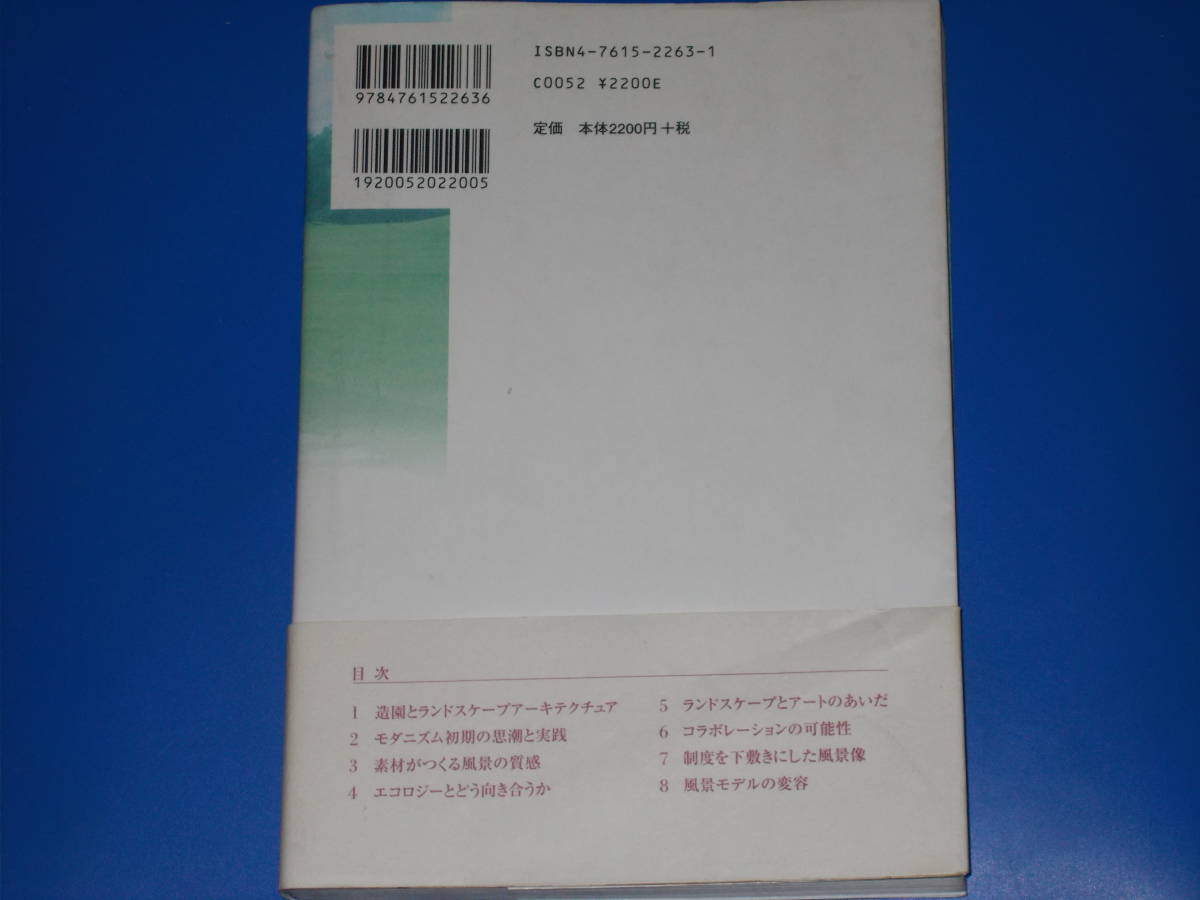 9784761522636
1920052022005
ISBN4-7615-2263-1
C0052 ¥2200E
定価 本体2200円+税
目次
1 造園とランドスケープアーキテクチュア
2 モダニズム初期の思潮と実践
3 素材がつくる風景の質感
4 エコロジーとどう向き合うか
5 ランドスケープとアートのあいだ
6 コラボレーションの可能性
7 制度を下敷きにした風景像
8 風景モデルの変容